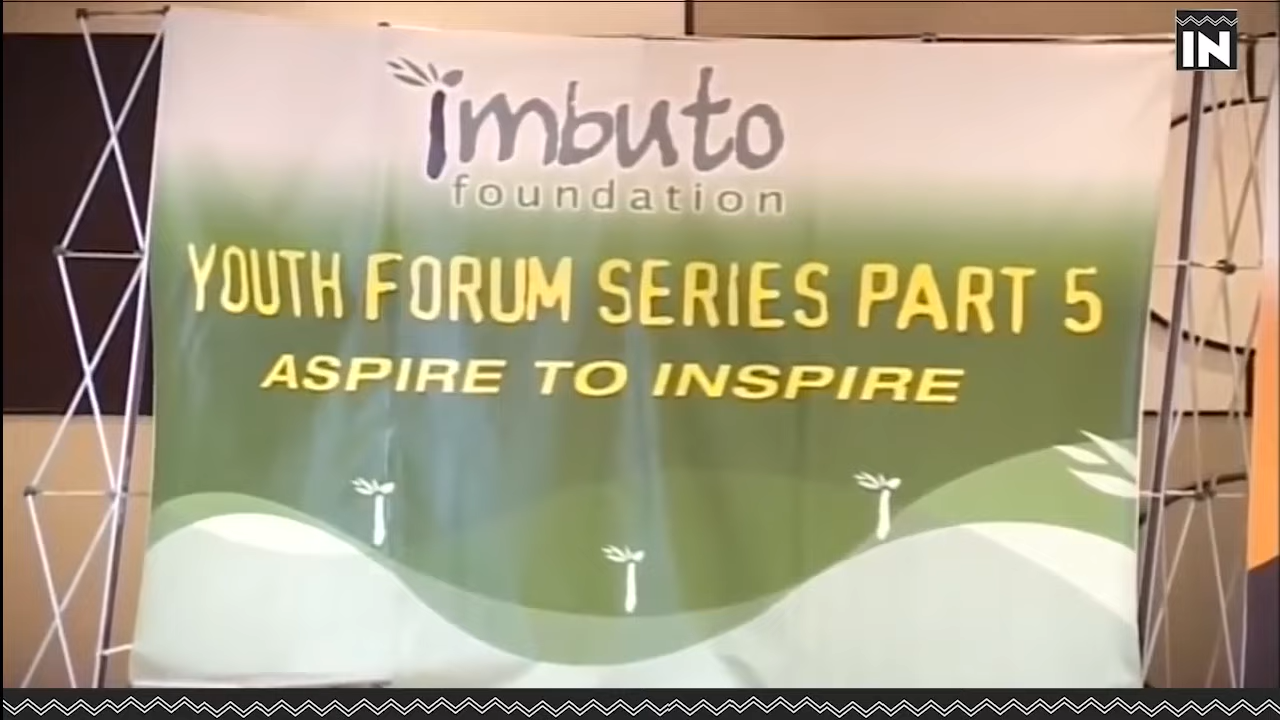 IN
imbuto
foundation
YOUTH FORUM SERIES PART 5
ASPIRE TO INSPIRE